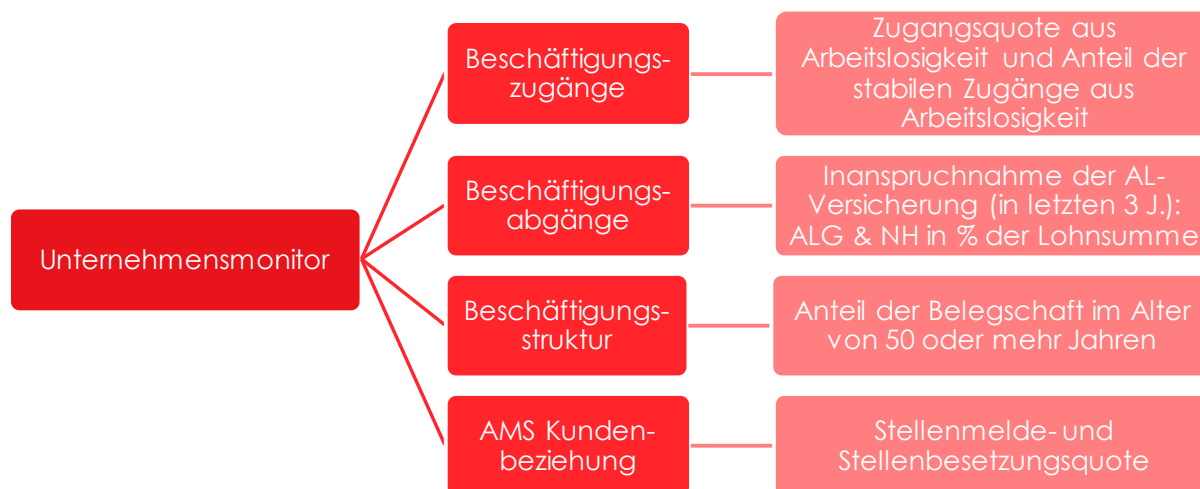 Unternehmensmonitor
Beschäftigungs-
zugänge
Zugangsquote aus
Arbeitslosigkeit und Anteil der
stabilen Zugänge aus
Arbeitslosigkeit
Beschäftigungs-
abgänge
Inanspruchnahme der AL-
Versicherung (in letzten 3 J.):
ALG & NH in % der Lohnsumme
Beschäftigungs-
struktur
Anteil der Belegschaft im Alter
von 50 oder mehr Jahren
AMS Kunden-
beziehung
Stellenmelde- und
Stellenbesetzungsquote